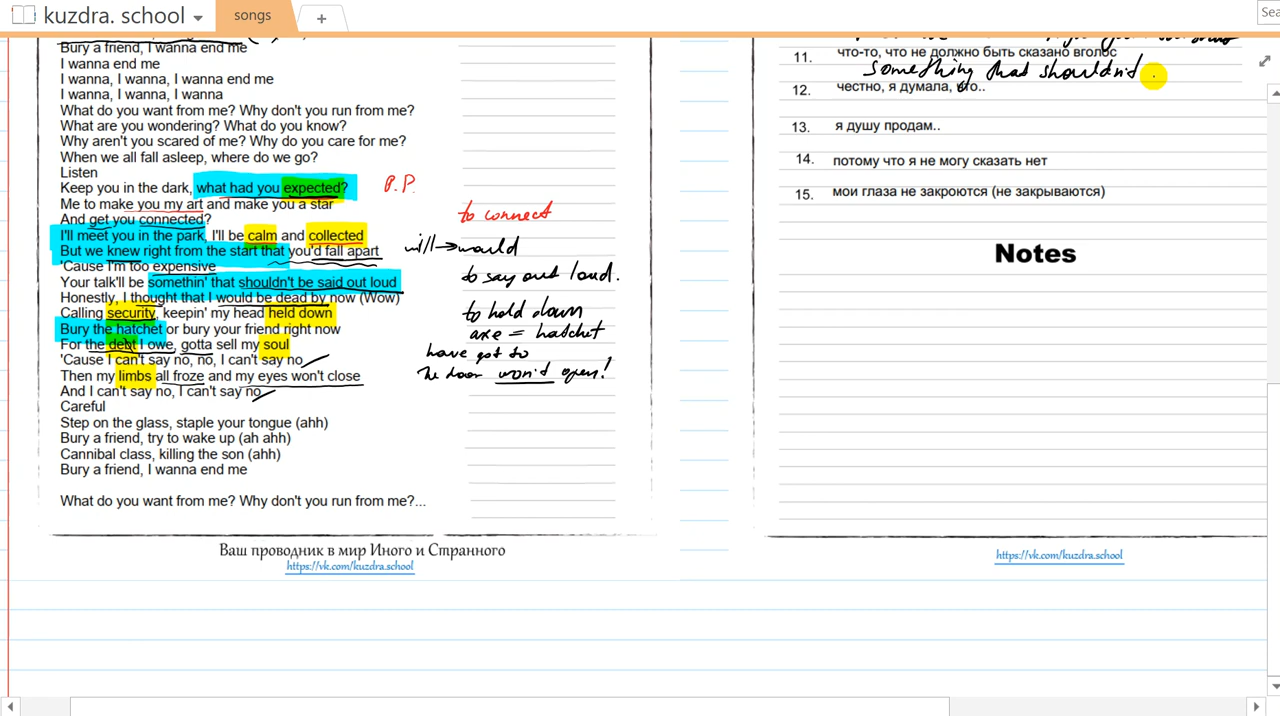 kuzdra. school
songs
+
Sea
Bury a friend, I wanna end me
I wanna end me
I wanna, I wanna, I wanna end me
I wanna, I wanna, I wanna
What do you want from me? Why don't you run from me?
What are you wondering? What do you know?
Why aren't you scared of me? Why do you care for me?
When we all fall asleep, where do we go?
Listen
Keep you in the dark, what had you expected?
P.P.
Me to make you my art and make you a star
And get you connected?
to connect
I'll meet you in the park, I'll be calm and collected
But we knew right from the start that you'd fall apart
will → would
'Cause I'm too expensive
Your talk'll be somethin' that shouldn't be said out loud
to say out loud.
Honestly, I thought that I would be dead by now (Wow)
Calling security, keepin' my head held down
to hold down
Bury the hatchet or bury your friend right now
axe = hatchet
For the debt I owe, gotta sell my soul
have got to
'Cause I can't say no, no, I can't say no
Then my limbs all froze and my eyes won't close
The door won't open!
And I can't say no, I can't say no
Careful
Step on the glass, staple your tongue (ahh)
Bury a friend, try to wake up (ah ahh)
Cannibal class, killing the son (ahh)
Bury a friend, I wanna end me
What do you want from me? Why don't you run from me?...
Ваш проводник в мир Иного и Странного
https://vk.com/kuzdra.school
11. что-то, что не должно быть сказано вголос
something that shouldn't
12. честно, я думала, что..
13. я душу продам..
14. потому что я не могу сказать нет
15. мои глаза не закроются (не закрываются)
Notes
https://vk.com/kuzdra.school